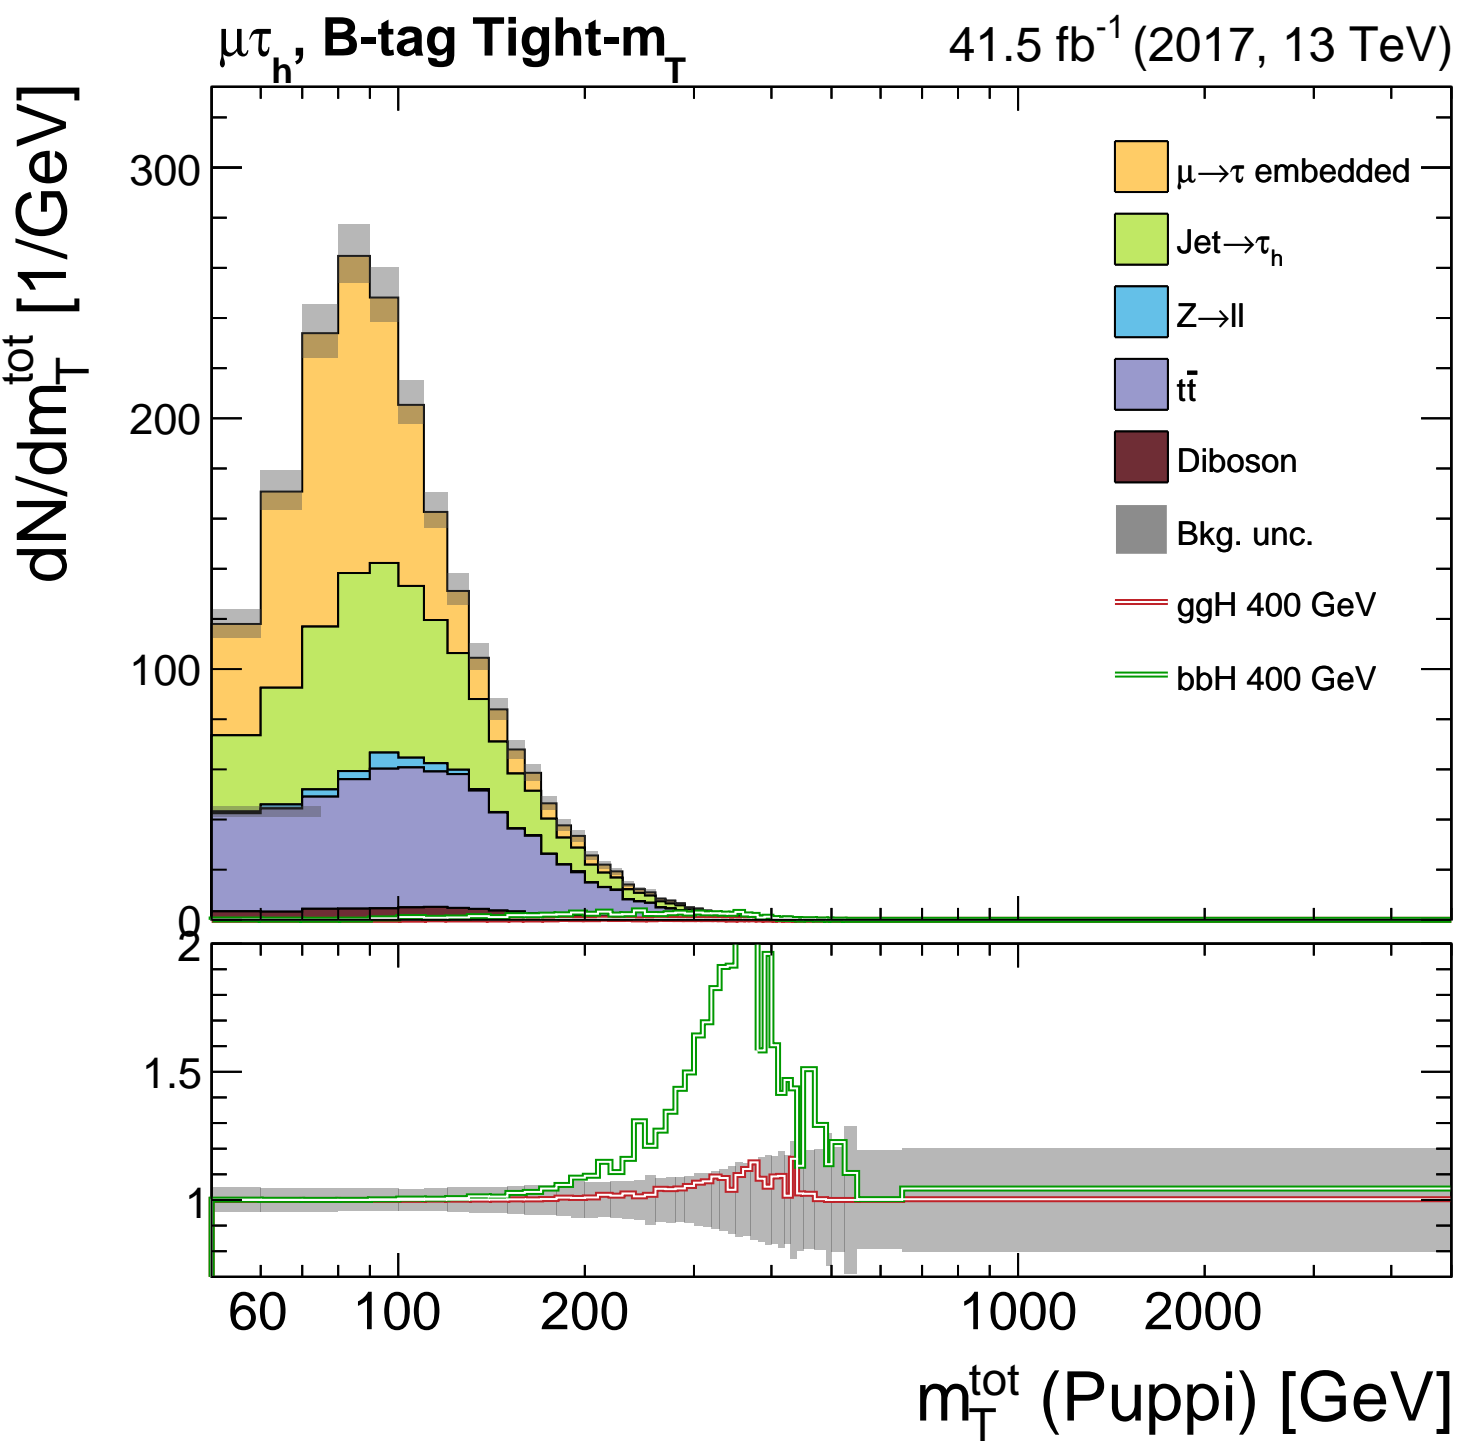 μτh, B-tag Tight-mT
41.5 fb-1 (2017, 13 TeV)
dN/dmTtot [1/GeV]
300
200
100
0
μ→τ embedded
Jet→τh
Z→ll
tt̄
Diboson
Bkg. unc.
ggH 400 GeV
bbH 400 GeV
2
1.5
1
60 100 200 1000 2000
mTtot (Puppi) [GeV]